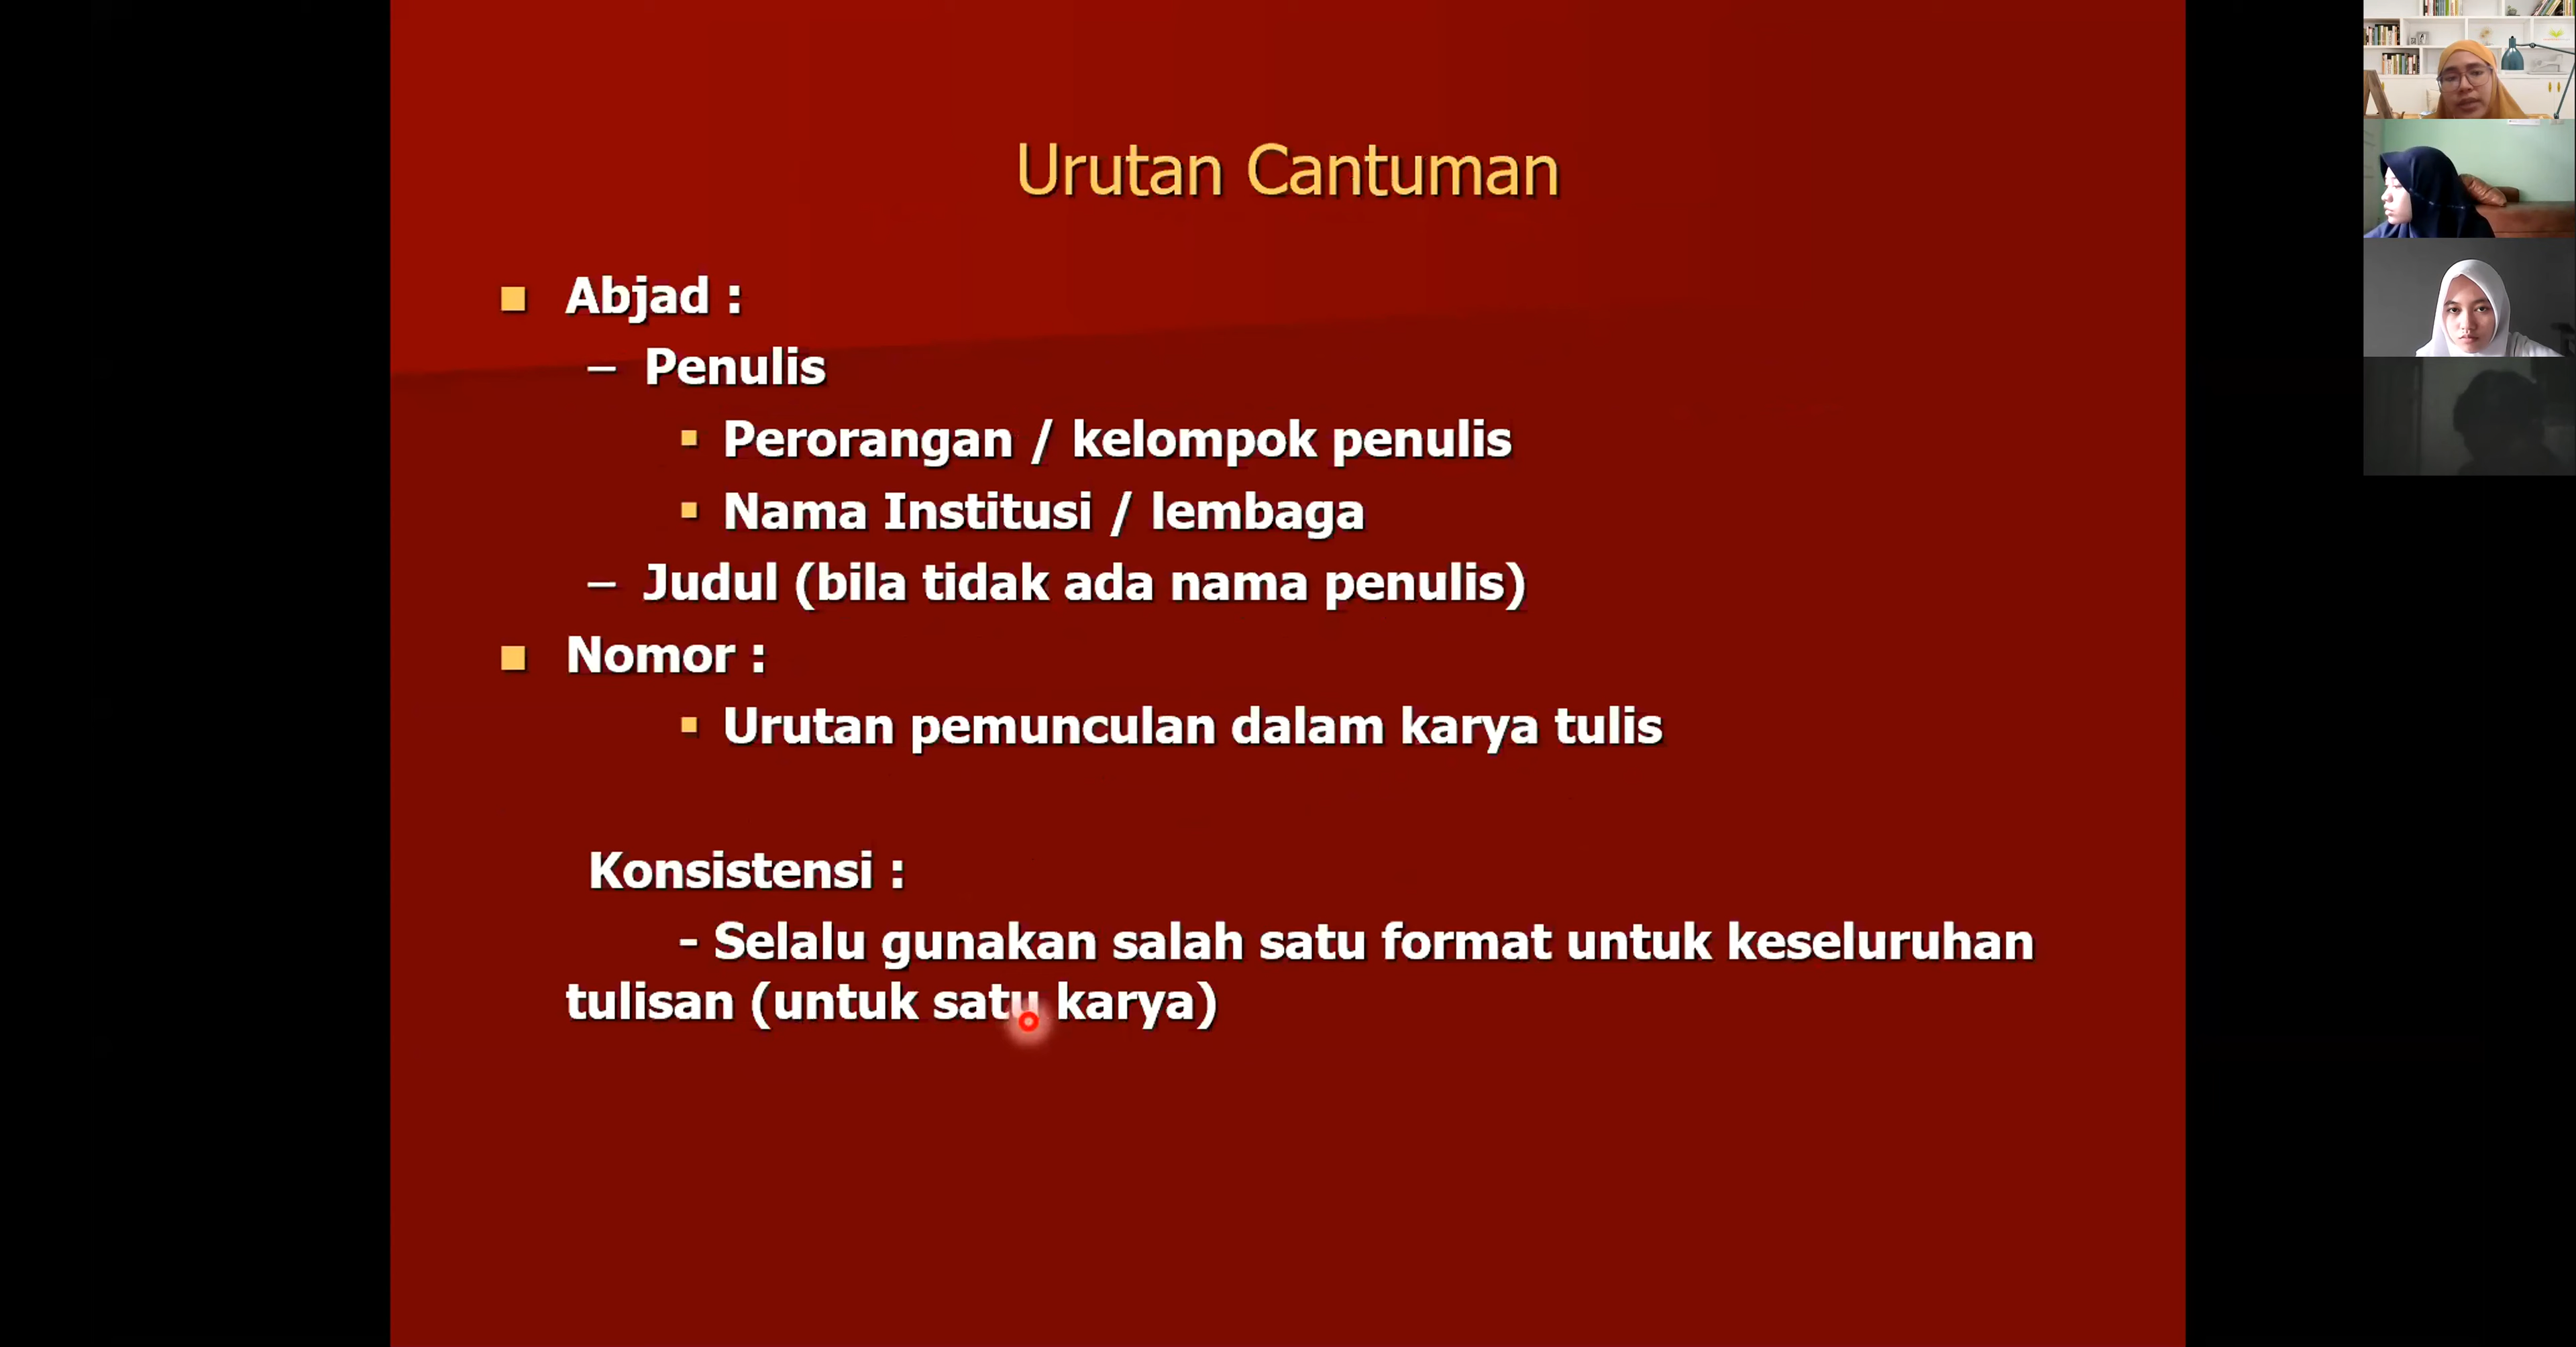 Urutan Cantuman
Abjad :
– Penulis
Perorangan / kelompok penulis
Nama Institusi / lembaga
– Judul (bila tidak ada nama penulis)
Nomor :
Urutan pemunculan dalam karya tulis
Konsistensi :
- Selalu gunakan salah satu format untuk keseluruhan
tulisan (untuk satu karya)